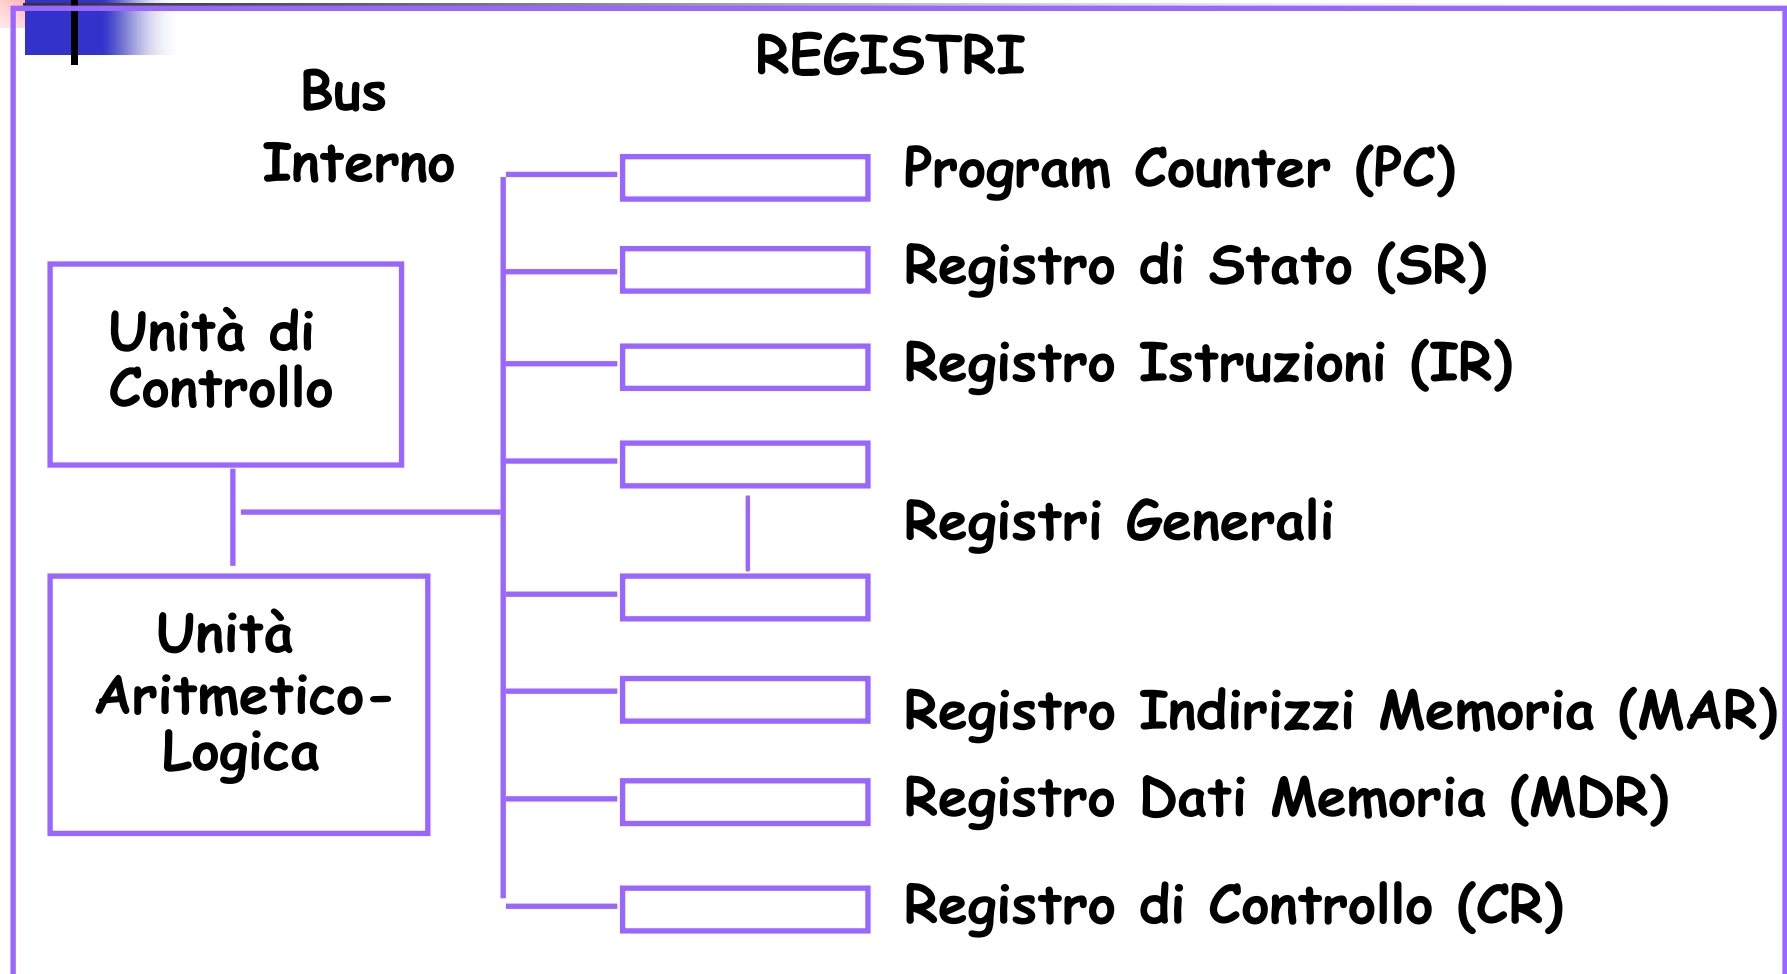 REGISTRI
Bus
Interno
Program Counter (PC)
Registro di Stato (SR)
Unità di
Controllo
Registro Istruzioni (IR)
Registri Generali
Unità
Aritmetico-
Logica
Registro Indirizzi Memoria (MAR)
Registro Dati Memoria (MDR)
Registro di Controllo (CR)